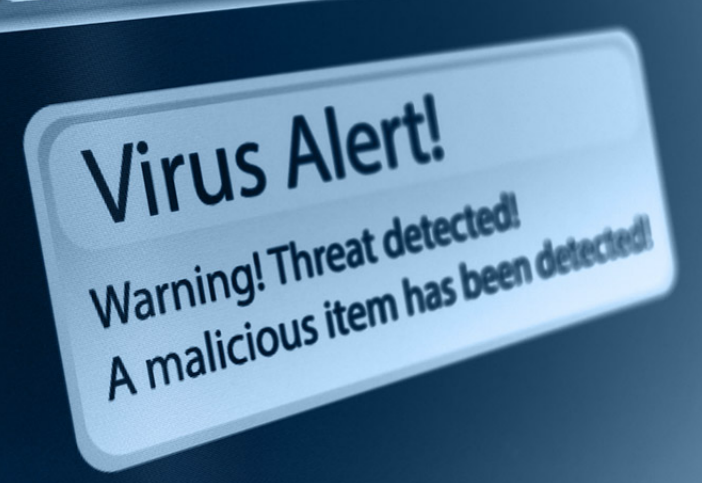 Virus Alert!
Warning! Threat detected!
A malicious item has been detected!